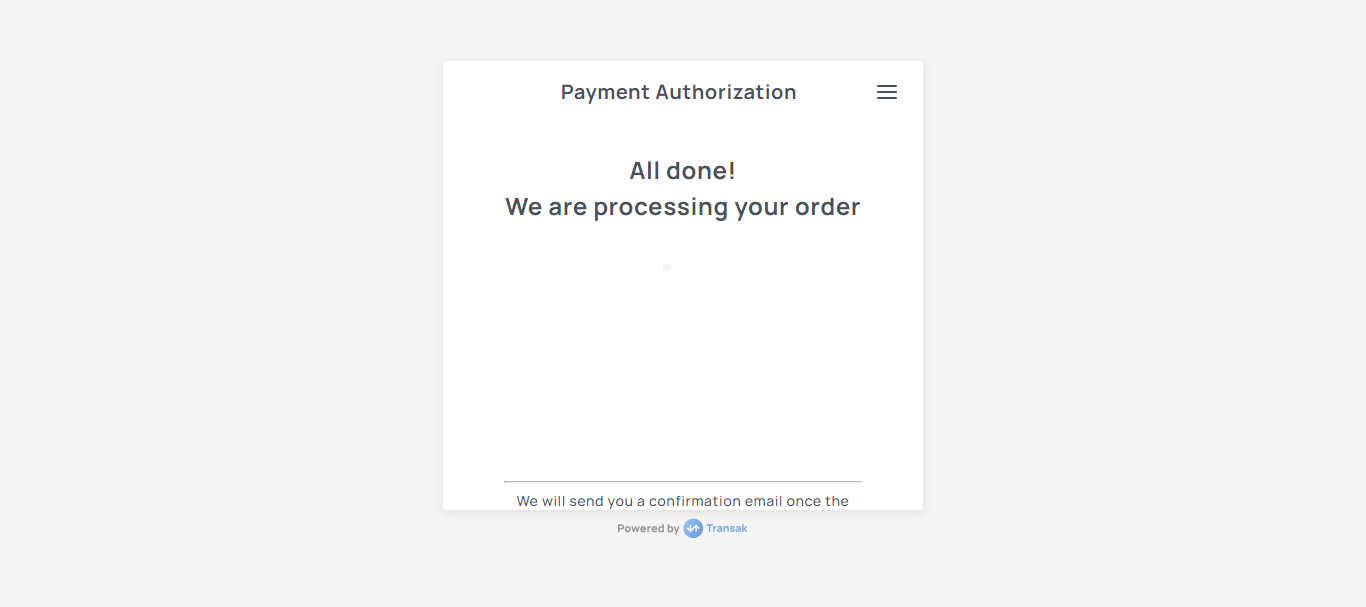 Payment Authorization
All done!
We are processing your order
We will send you a confirmation email once the
Powered by Transak